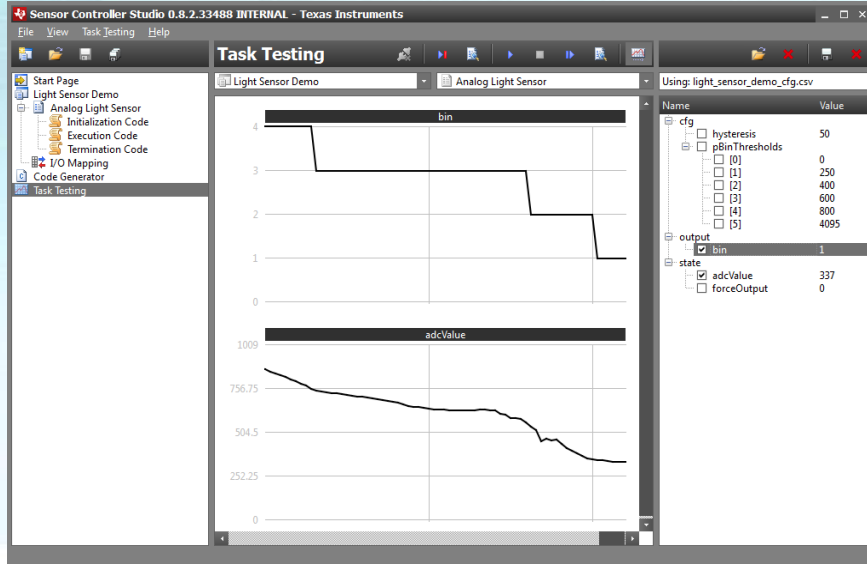 Sensor Controller Studio 0.8.2.33488 INTERNAL - Texas Instruments
File View Task Testing Help
Task Testing
Start Page
Light Sensor Demo
Analog Light Sensor
Initialization Code
Execution Code
Termination Code
I/O Mapping
Code Generator
Task Testing
Light Sensor Demo
Analog Light Sensor
bin
4
3
2
1
0
adcValue
1009
756.75
504.5
252.25
0
Using: light_sensor_demo_cfg.csv
Name Value
cfg
hysteresis 50
pBinThresholds
[0] 0
[1] 250
[2] 400
[3] 600
[4] 800
[5] 4095
output
bin 1
state
adcValue 337
forceOutput 0